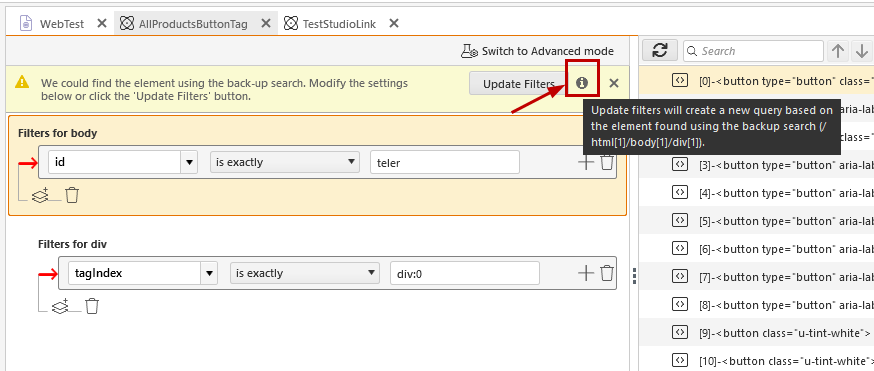 WebTest
AllProductsButtonTag
TestStudioLink
Switch to Advanced mode
Search
We could find the element using the back-up search. Modify the settings
below or click the 'Update Filters' button.
Update Filters
Update filters will create a new query based on
the element found using the backup search (/
html[1]/body[1]/div[1]).
Filters for body
id
is exactly
teler
Filters for div
tagIndex
is exactly
div:0
[0]-<button type="button" class="
[3]-<button type="button" aria-lab
[4]-<button type="button" aria-lab
[5]-<button type="button" aria-lab
[6]-<button type="button" aria-lab
[7]-<button type="button" aria-lab
[8]-<button type="button" aria-lab
[9]-<button class="u-tint-white">
[10]-<button class="u-tint-white">